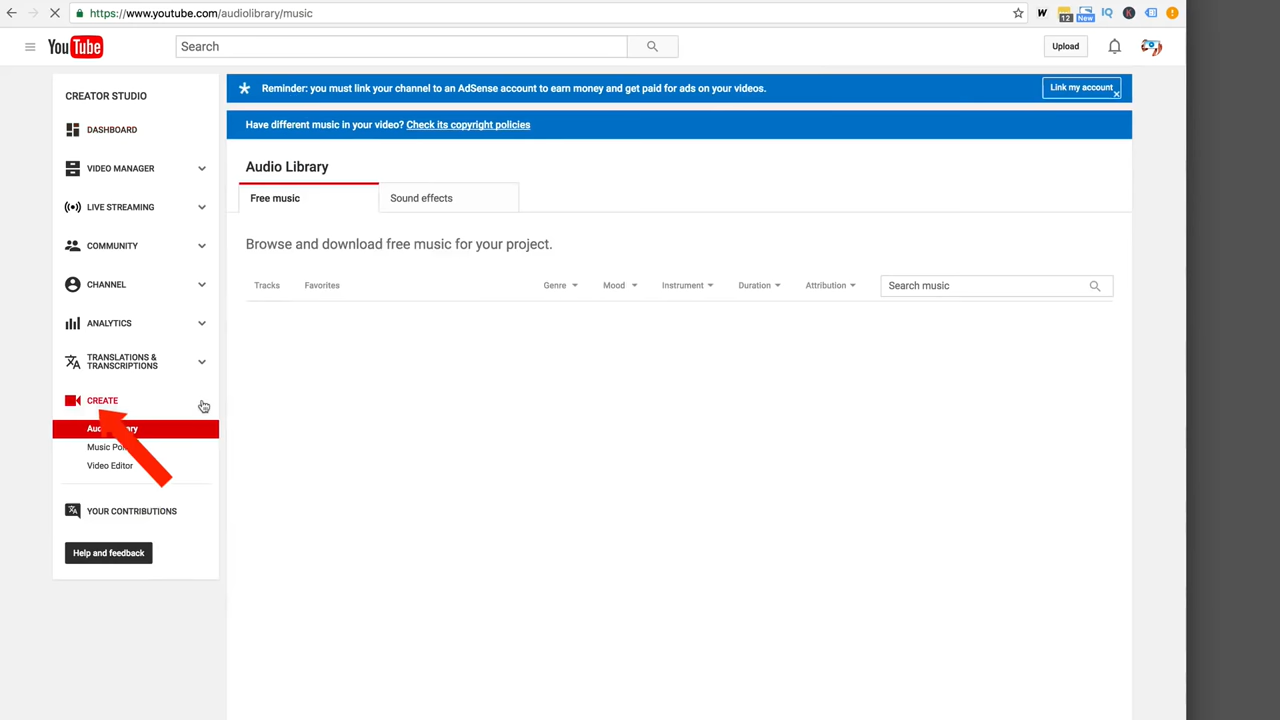 https://www.youtube.com/audiolibrary/music
W
12
New
IQ
K
YouTube
Search
Upload
CREATOR STUDIO
DASHBOARD
VIDEO MANAGER
LIVE STREAMING
COMMUNITY
CHANNEL
ANALYTICS
TRANSLATIONS &
TRANSCRIPTIONS
CREATE
Music
Video Editor
YOUR CONTRIBUTIONS
Help and feedback
Reminder: you must link your channel to an AdSense account to earn money and get paid for ads on your videos.
Link my account
Have different music in your video? Check its copyright policies
Audio Library
Free music
Sound effects
Browse and download free music for your project.
Tracks
Favorites
Genre
Mood
Instrument
Duration
Attribution
Search music